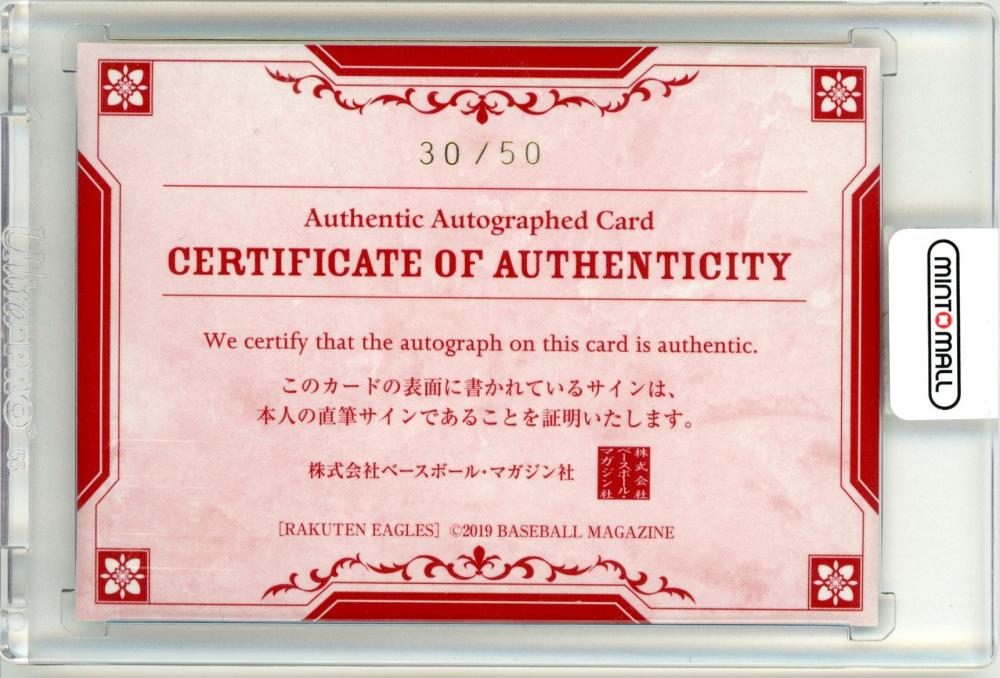 30/50
Authentic Autographed Card
CERTIFICATE OF AUTHENTICITY
We certify that the autograph on this card is authentic.
このカードの表面に書かれているサインは、
本人の直筆サインであることを証明いたします。
株式会社ベースボール・マガジン社
株式会社
ベースボール・
マガジン社
[RAKUTEN EAGLES] ©2019 BASEBALL MAGAZINE
MINT MALL
Ultra PRO